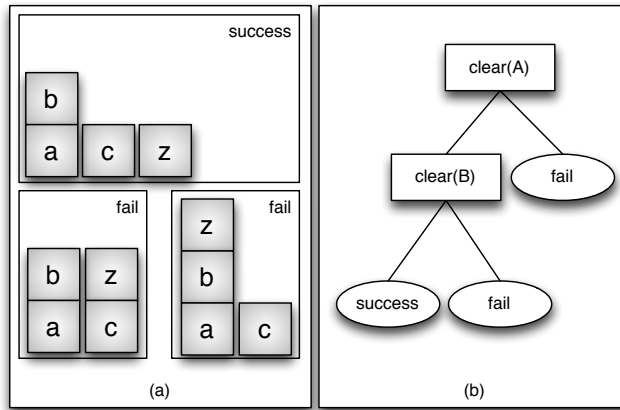 success
b
a c z
fail
b z
a c
fail
z
b
a c
(a)
clear(A)
clear(B) fail
success fail
(b)